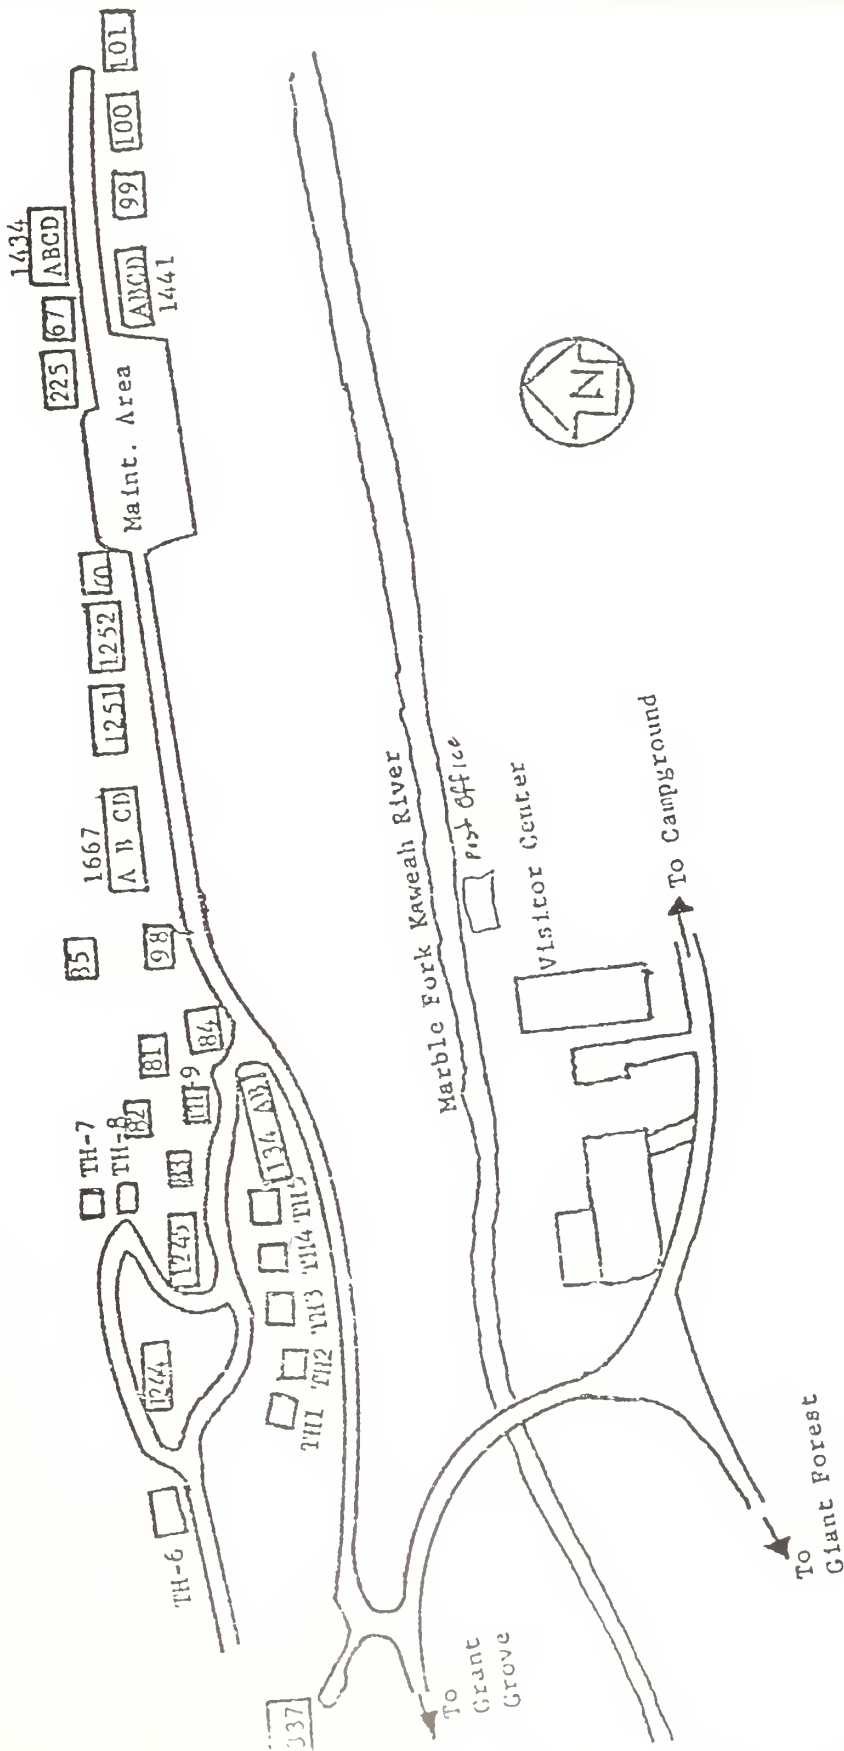 101
100
99
1434
ABCD
ABCD
1441
67
225
Maint. Area
60
1252
1251
1667
A B CD
98
84
81
82
TH-7
TH-8
TH-9
83
1245
134 AB
TH5
TH4
TH3
TH2
TH1
1244
TH-6
Marble Fork Kaweah River
Post Office
Visitor Center
N
To Campground
To
Giant Forest
To
Grant
Grove